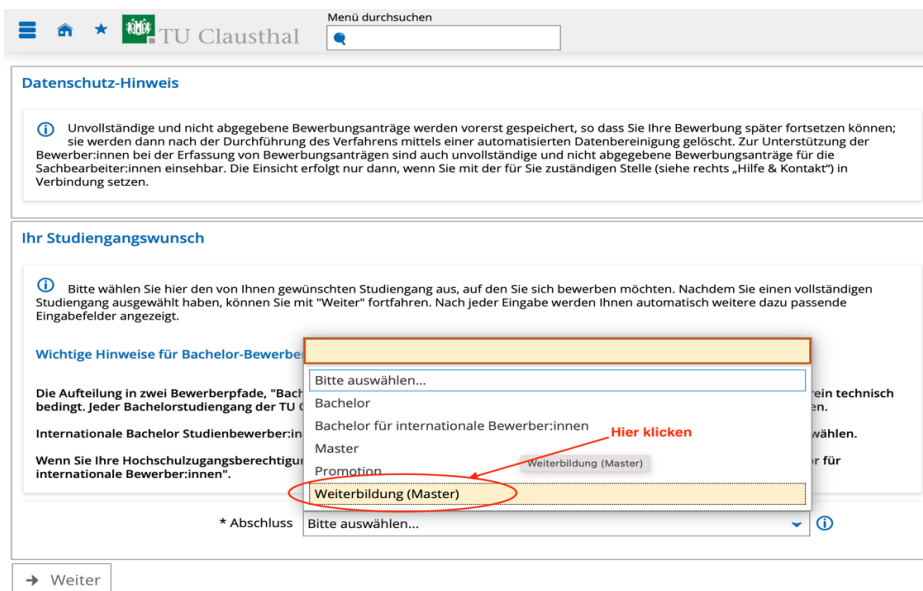 Menü durchsuchen
TU Clausthal
Datenschutz-Hinweis
Unvollständige und nicht abgegebene Bewerbungsanträge werden vorerst gespeichert, so dass Sie Ihre Bewerbung später fortsetzen können;
sie werden dann nach der Durchführung des Verfahrens mittels einer automatisierten Datenbereinigung gelöscht. Zur Unterstützung der
Bewerber:innen bei der Erfassung von Bewerbungsanträgen sind auch unvollständige und nicht abgegebene Bewerbungsanträge für die
Sachbearbeiter:innen einsehbar. Die Einsicht erfolgt nur dann, wenn Sie mit der für Sie zuständigen Stelle (siehe rechts „Hilfe & Kontakt") in
Verbindung setzen.
Ihr Studiengangswunsch
Bitte wählen Sie hier den von Ihnen gewünschten Studiengang aus, auf den Sie sich bewerben möchten. Nachdem Sie einen vollständigen
Studiengang ausgewählt haben, können Sie mit "Weiter" fortfahren. Nach jeder Eingabe werden Ihnen automatisch weitere dazu passende
Eingabefelder angezeigt.
Wichtige Hinweise für Bachelor-Bewerbe
Die Aufteilung in zwei Bewerberpfade, "Bach
ein technisch
bedingt. Jeder Bachelorstudiengang der TU
en.
Internationale Bachelor Studienbewerber:in
wählen.
Wenn Sie Ihre Hochschulzugangsberechtigu
r für
internationale Bewerber:innen".
Bitte auswählen...
Bachelor
Bachelor für internationale Bewerber:innen
Hier klicken
Master
Promotion
Weiterbildung (Master)
Weiterbildung (Master)
* Abschluss
Bitte auswählen...
Weiter